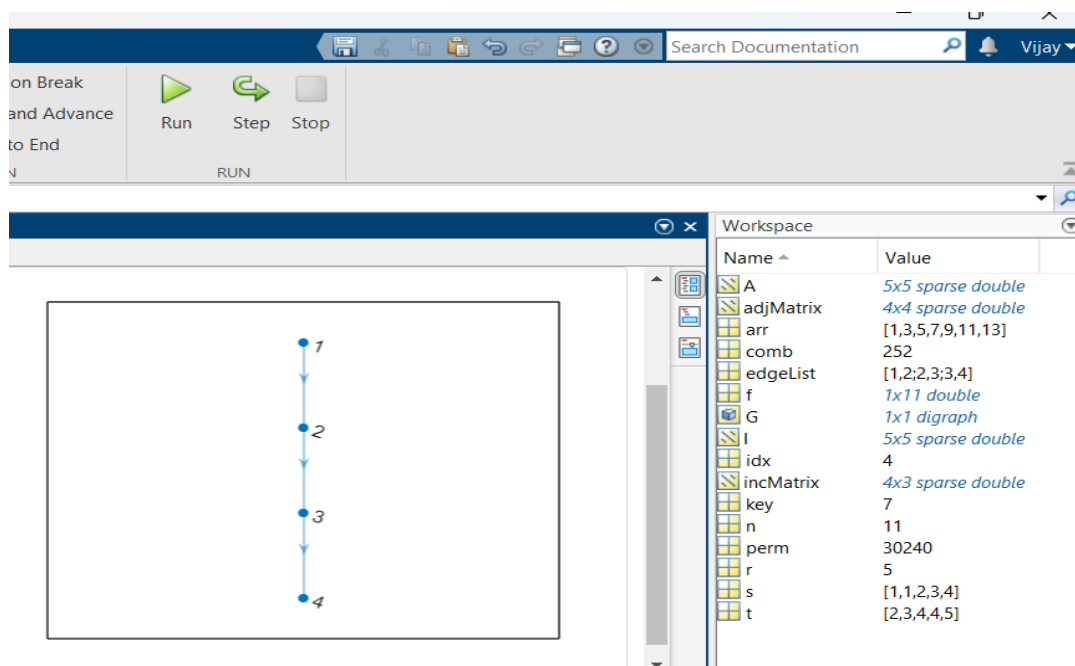 Search Documentation
Vijay
on Break
and Advance
to End
Run
Step
Stop
N
RUN
Workspace
Name
Value
A 5x5 sparse double
adjMatrix 4x4 sparse double
arr [1,3,5,7,9,11,13]
comb 252
edgeList [1,2;2,3;3,4]
f 1x11 double
G 1x1 digraph
I 5x5 sparse double
idx 4
incMatrix 4x3 sparse double
key 7
n 11
perm 30240
r 5
s [1,1,2,3,4]
t [2,3,4,4,5]
1
2
3
4